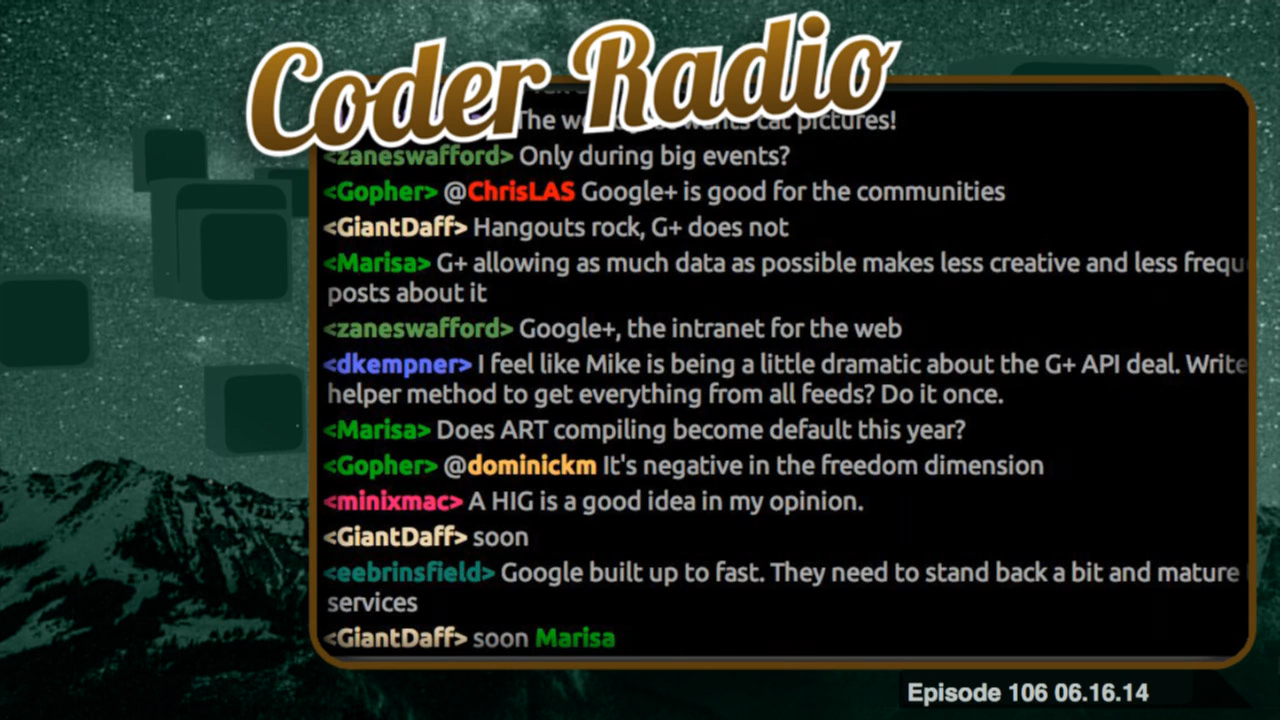 Coder Radio
The wants cat pictures!
<zaneswafford> Only during big events?
<Gopher> @ChrisLAS Google+ is good for the communities
<GiantDaff> Hangouts rock, G+ does not
<Marisa> G+ allowing as much data as possible makes less creative and less
posts about it
<zaneswafford> Google+, the intranet for the web
<dkempner> I feel like Mike is being a little dramatic about the G+ API deal. Write
helper method to get everything from all feeds? Do it once.
<Marisa> Does ART compiling become default this year?
<Gopher> @dominickm It's negative in the freedom dimension
<minixmac> A HIG is a good idea in my opinion.
<GiantDaff> soon
<eebrinsfield> Google built up to fast. They need to stand back a bit and mature
services
<GiantDaff> soon Marisa
Episode 106 06.16.14